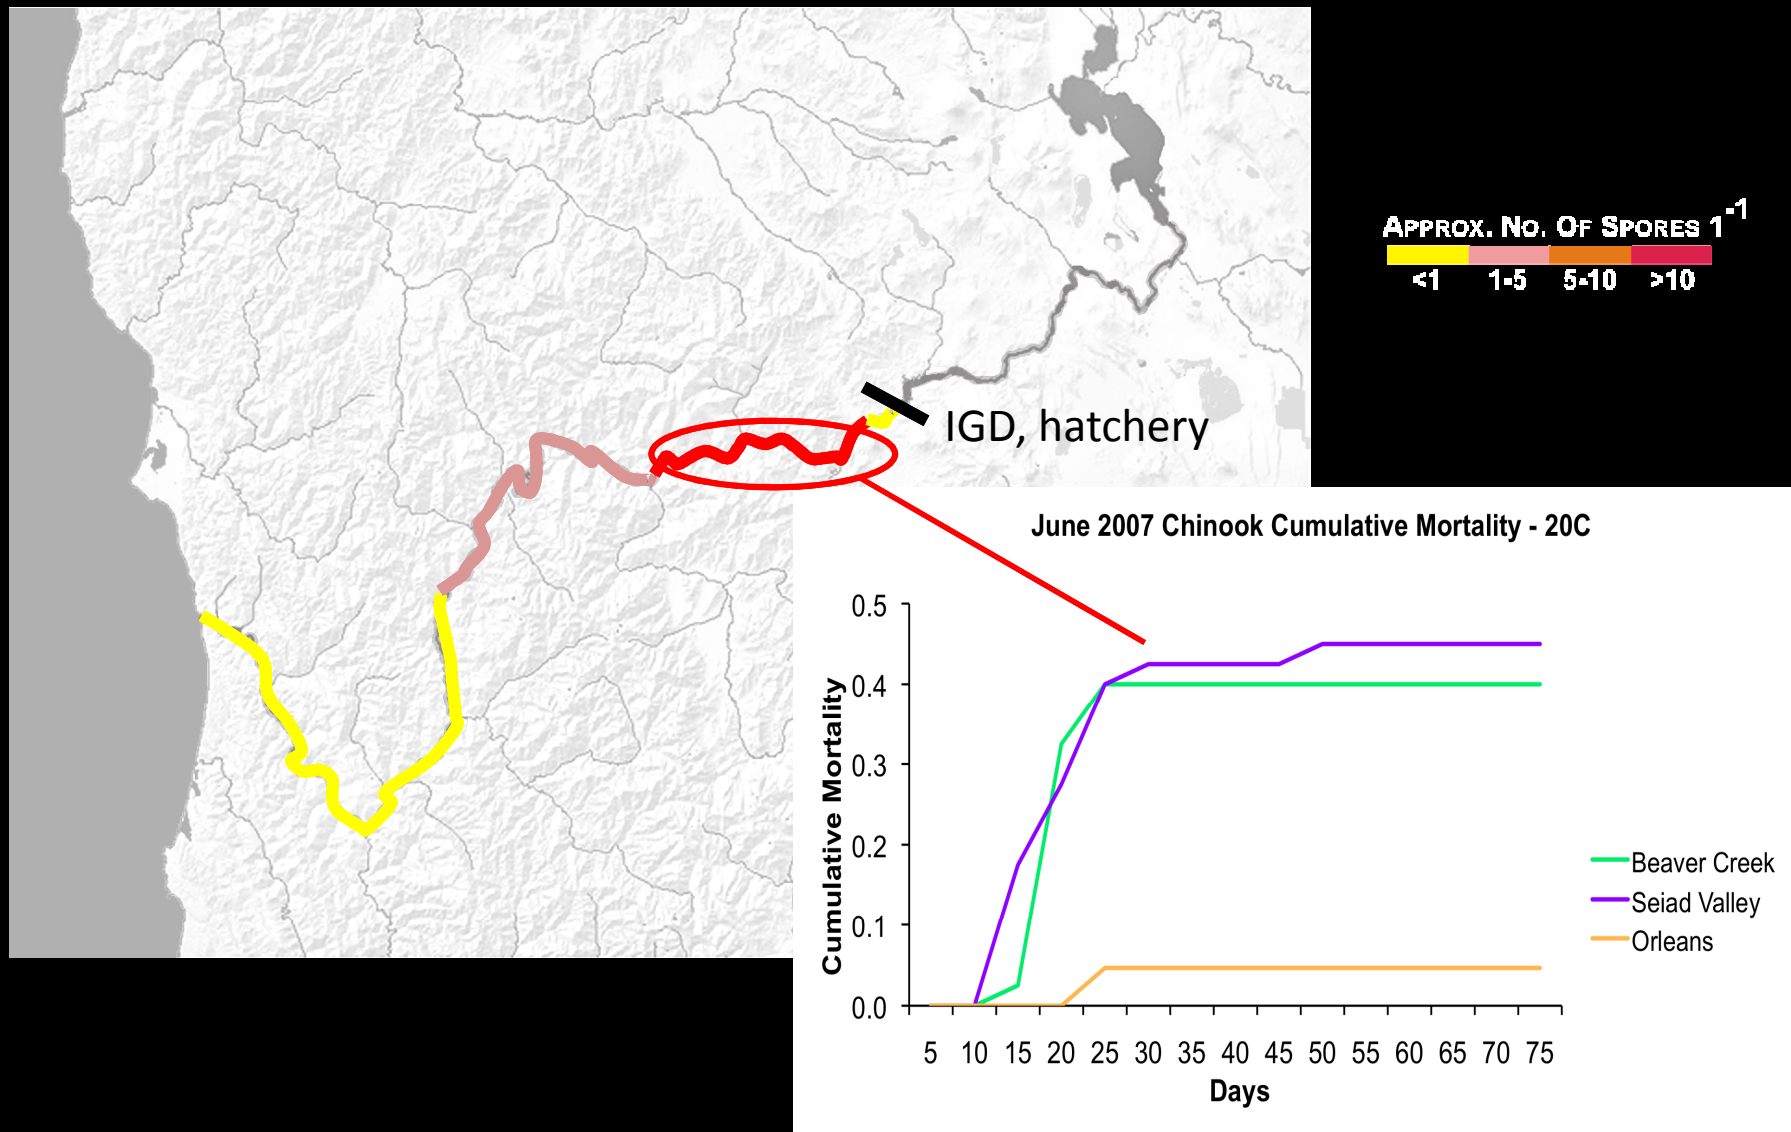 APPROX. NO. OF SPORES 1-1
<1 1-5 5-10 >10
IGD, hatchery
June 2007 Chinook Cumulative Mortality - 20C
Cumulative Mortality
0.5
0.4
0.3
0.2
0.1
0.0
5 10 15 20 25 30 35 40 45 50 55 60 65 70 75
Days
Beaver Creek
Seiad Valley
Orleans